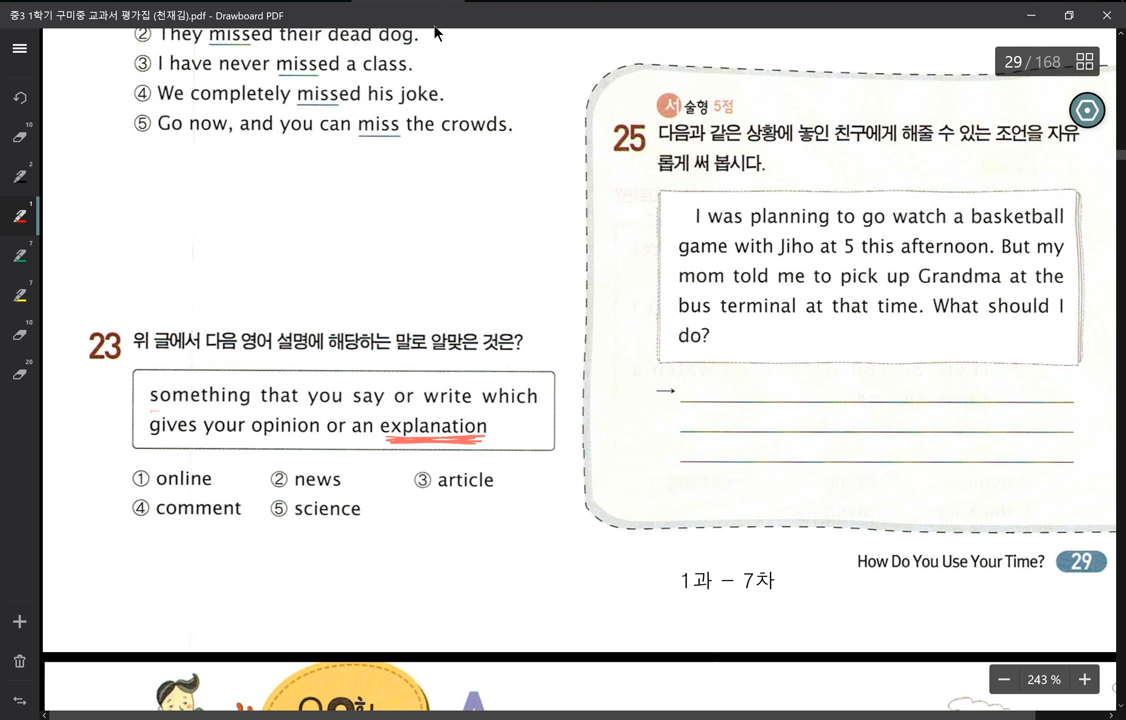 중3 1학기 구미중 교과서 평가집 (천재김).pdf - Drawboard PDF
② They missed their dead dog.
③ I have never missed a class.
④ We completely missed his joke.
⑤ Go now, and you can miss the crowds.
23 위 글에서 다음 영어 설명에 해당하는 말로 알맞은 것은?
something that you say or write which
gives your opinion or an explanation
① online ② news ③ article
④ comment ⑤ science
29 / 168
서술형 5점
25 다음과 같은 상황에 놓인 친구에게 해줄 수 있는 조언을 자유
롭게 써 봅시다.
I was planning to go watch a basketball
game with Jiho at 5 this afternoon. But my
mom told me to pick up Grandma at the
bus terminal at that time. What should I
do?
→
How Do You Use Your Time? 29
1과 - 7차
243 %
10
2
1
7
7
10
20